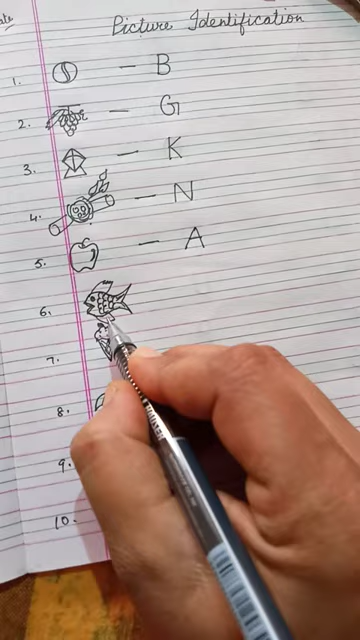 Picture Identification
1. — B
2. — G
3. — K
4. — N
5. — A
6.
7.
8.
9.
10.